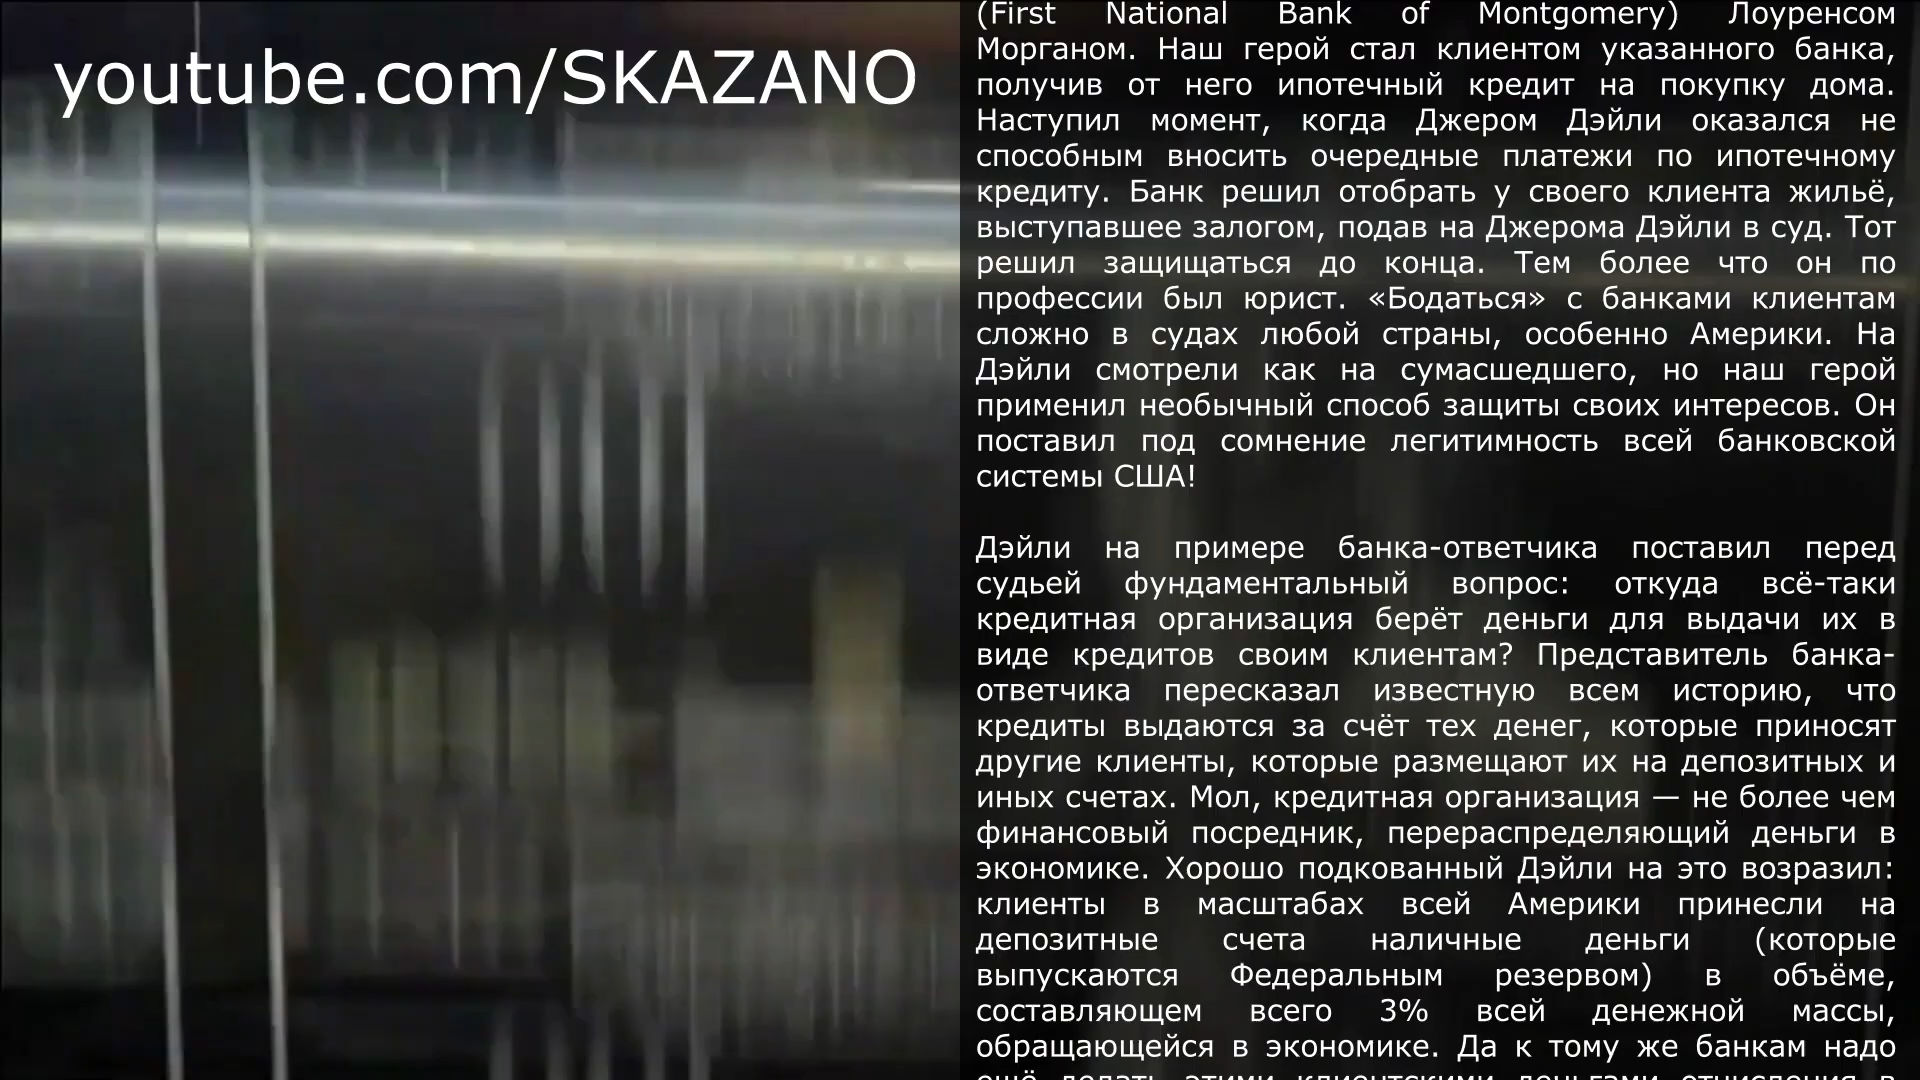 youtube.com/SKAZANO
(First National Bank of Montgomery) Лоуренсом
Морганом. Наш герой стал клиентом указанного банка,
получив от него ипотечный кредит на покупку дома.
Наступил момент, когда Джером Дэйли оказался не
способным вносить очередные платежи по ипотечному
кредиту. Банк решил отобрать у своего клиента жильё,
выступавшее залогом, подав на Джерома Дэйли в суд. Тот
решил защищаться до конца. Тем более что он по
профессии был юрист. «Бодаться» с банками клиентам
сложно в судах любой страны, особенно Америки. На
Дэйли смотрели как на сумасшедшего, но наш герой
применил необычный способ защиты своих интересов. Он
поставил под сомнение легитимность всей банковской
системы США!
Дэйли на примере банка-ответчика поставил перед
судьей фундаментальный вопрос: откуда всё-таки
кредитная организация берёт деньги для выдачи их в
виде кредитов своим клиентам? Представитель банка-
ответчика пересказал известную всем историю, что
кредиты выдаются за счёт тех денег, которые приносят
другие клиенты, которые размещают их на депозитных и
иных счетах. Мол, кредитная организация — не более чем
финансовый посредник, перераспределяющий деньги в
экономике. Хорошо подкованный Дэйли на это возразил:
клиенты в масштабах всей Америки принесли на
депозитные счета наличные деньги (которые
выпускаются Федеральным резервом) в объёме,
составляющем всего 3% всей денежной массы,
обращающейся в экономике. Да к тому же банкам надо
ещё делать этими клиентскими деньгами отчисления в